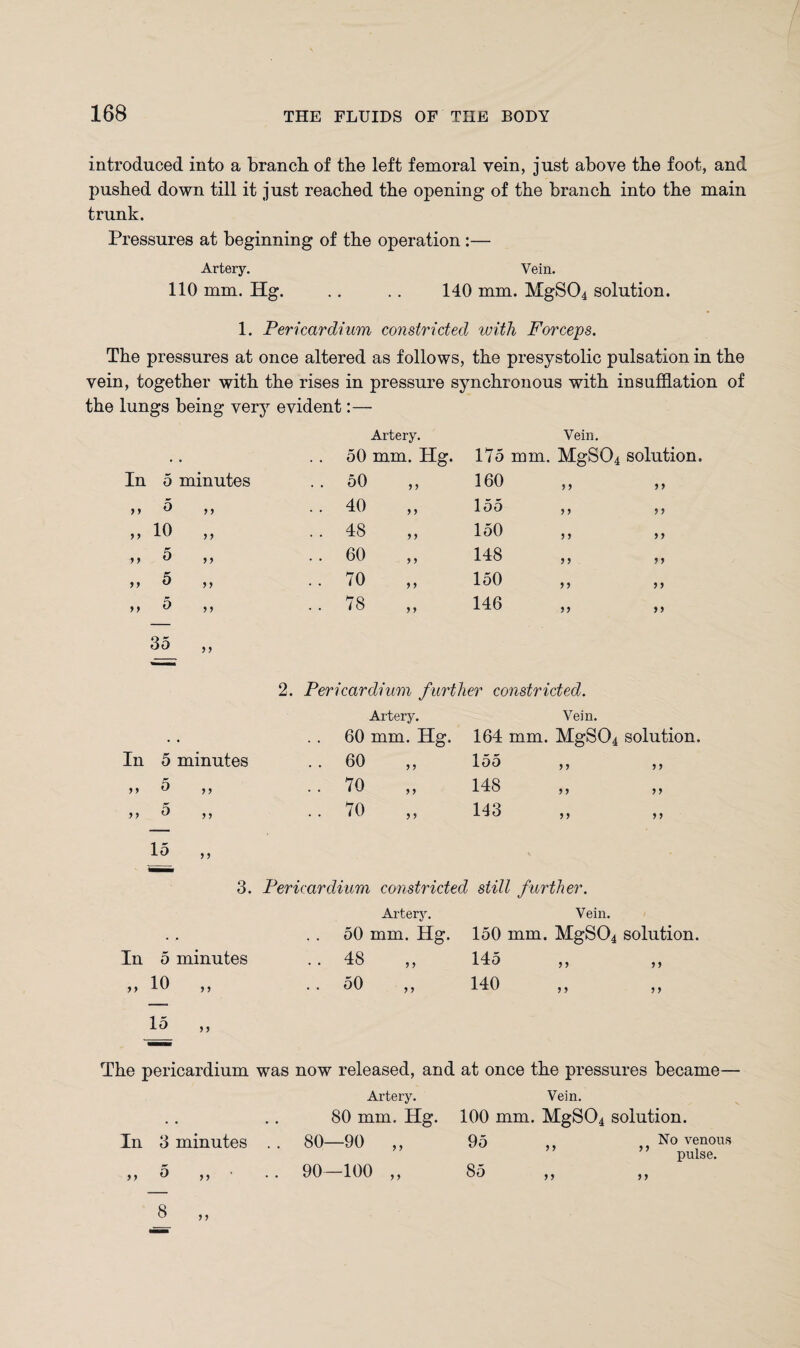 168 THE FLUIDS OF THE BODY
introduced into a branch of the left femoral vein, just above the foot, and
pushed down till it just reached the opening of the branch into the main
trunk.
Pressures at beginning of the operation :—
Artery. Vein.
110 mm. Hg. .. .. 140 mm. MgSO₄ solution.
1. Pericardium constricted with Forceps.
The pressures at once altered as follows, the presystolic pulsation in the
vein, together with the rises in pressure synchronous with insufflation of
the lungs being very evident :—
Artery. Vein.
.. .. 50 mm. Hg. 175 mm. MgSO₄ solution.
In 5 minutes .. 50 ,, 160 ,, ,,
,, 5 ,, .. 40 ,, 155 ,, ,,
,, 10 ,, .. 48 ,, 150 ,, ,,
,, 5 ,, .. 60 ,, 148 ,, ,,
,, 5 ,, .. 70 ,, 150 ,, ,,
,, 5 ,, .. 78 ,, 146 ,, ,,
35 ,,
2. Pericardium further constricted.
Artery. Vein.
.. .. 60 mm. Hg. 164 mm. MgSO₄ solution.
In 5 minutes .. 60 ,, 155 ,, ,,
,, 5 ,, .. 70 ,, 148 ,, ,,
,, 5 ,, .. 70 ,, 143 ,, ,,
15 ,,
3. Pericardium constricted still further.
Artery. Vein.
.. .. 50 mm. Hg. 150 mm. MgSO₄ solution.
In 5 minutes .. 48 ,, 145 ,, ,,
,, 10 ,, .. 50 ,, 140 ,, ,,
15 ,,
The pericardium was now released, and at once the pressures became—
Artery. Vein.
.. .. 80 mm. Hg. 100 mm. MgSO₄ solution.
In 3 minutes .. 80—90 ,, 95 ,, ,, No venous pulse.
,, 5 ,, .. 90—100 ,, 85 ,, ,,
8 ,,